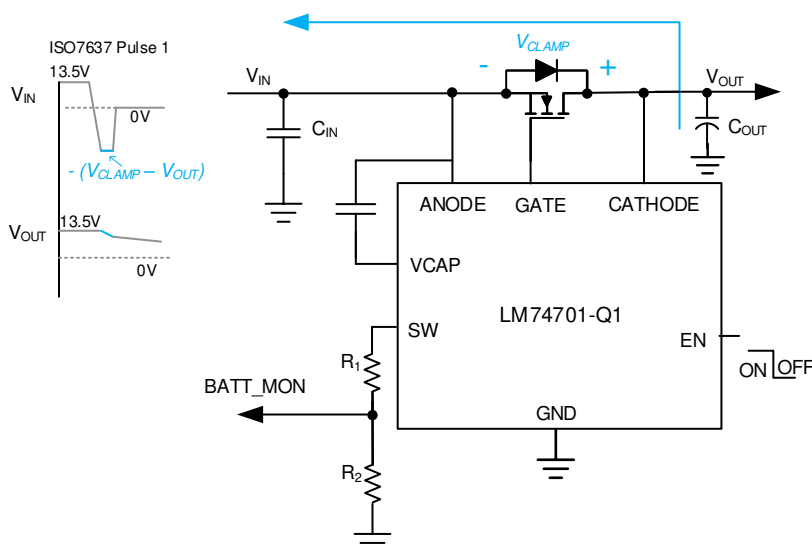 ISO7637 Pulse 1
13.5V
VIN
0V
- (VCLAMP – VOUT)
13.5V
VOUT
0V
VIN
VCLAMP
- +
VOUT
CIN
COUT
ANODE GATE CATHODE
VCAP
LM74701-Q1
SW
EN
ON OFF
R1
BATT_MON
GND
R2